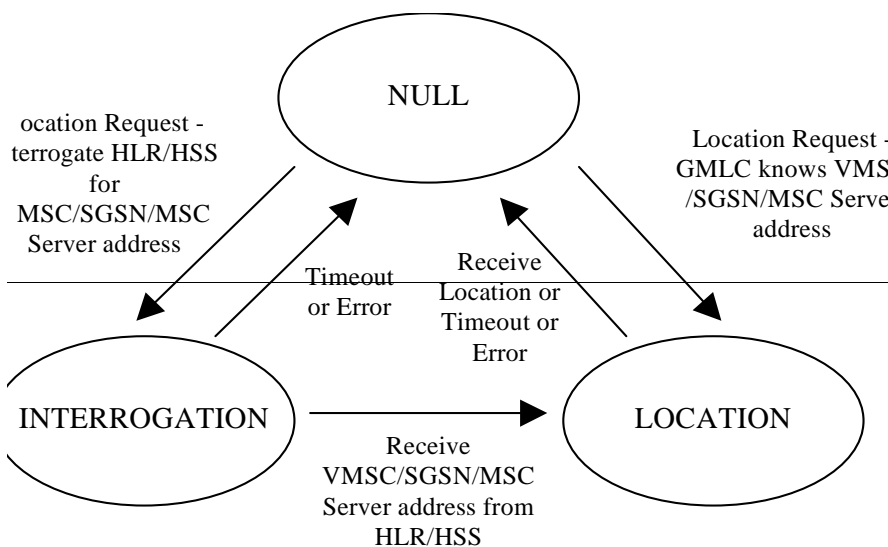 NULL
ocation Request -
terrogate HLR/HSS
for
MSC/SGSN/MSC
Server address
Location Request -
GMLC knows VMS
/SGSN/MSC Server
address
Timeout
or Error
Receive
Location or
Timeout or
Error
INTERROGATION
LOCATION
Receive
VMSC/SGSN/MSC
Server address from
HLR/HSS